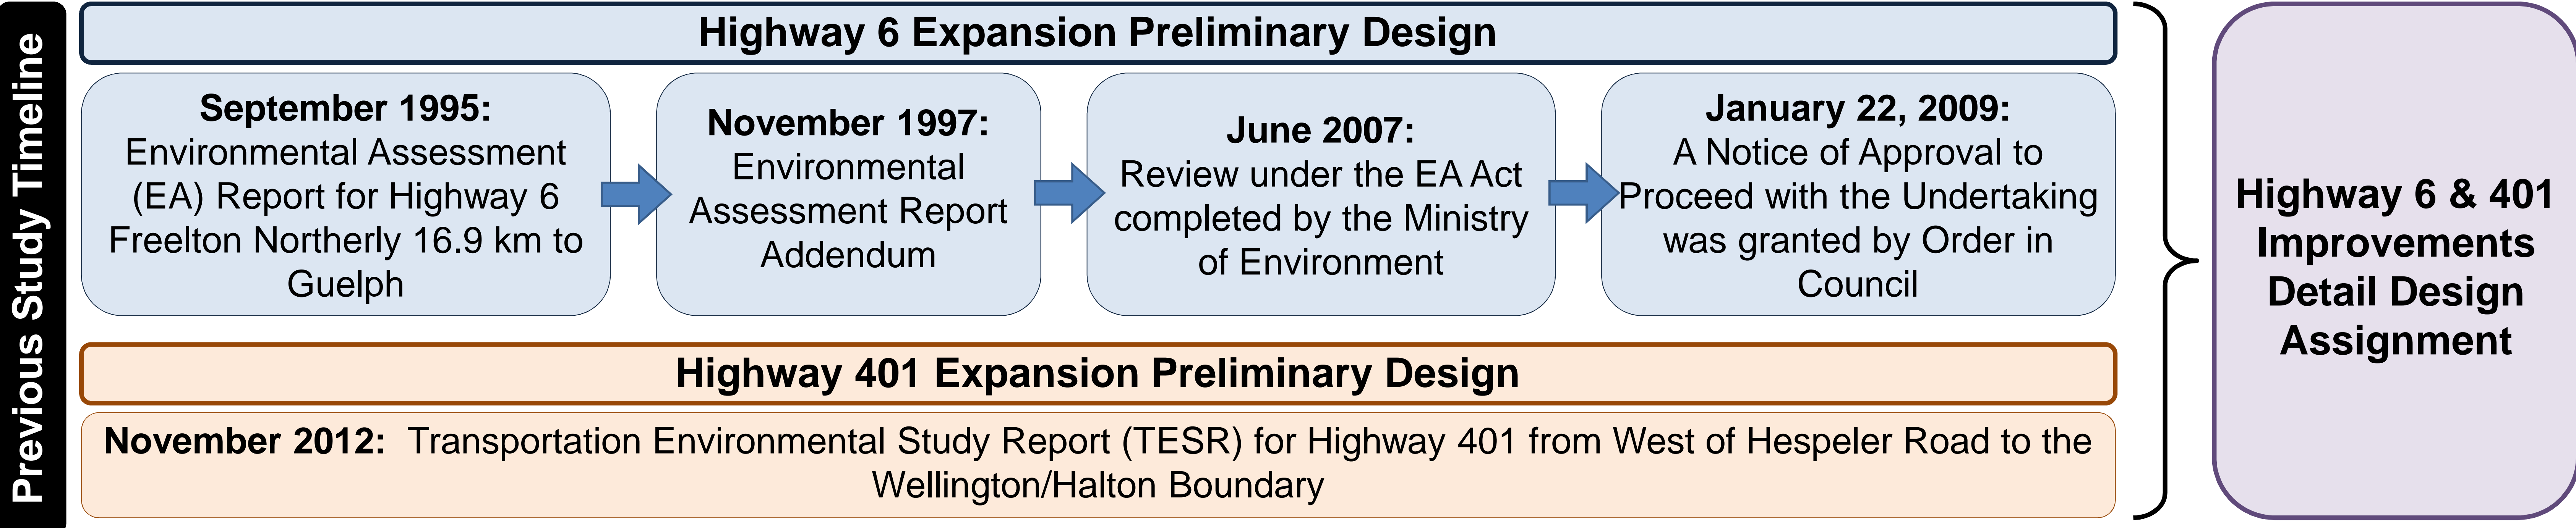 Previous Study Timeline
Highway 6 Expansion Preliminary Design
September 1995:
Environmental Assessment
(EA) Report for Highway 6
Freelton Northerly 16.9 km to
Guelph
November 1997:
Environmental
Assessment Report
Addendum
June 2007:
Review under the EA Act
completed by the Ministry
of Environment
January 22, 2009:
A Notice of Approval to
Proceed with the Undertaking
was granted by Order in
Council
Highway 401 Expansion Preliminary Design
November 2012: Transportation Environmental Study Report (TESR) for Highway 401 from West of Hespeler Road to the
Wellington/Halton Boundary
Highway 6 & 401
Improvements
Detail Design
Assignment